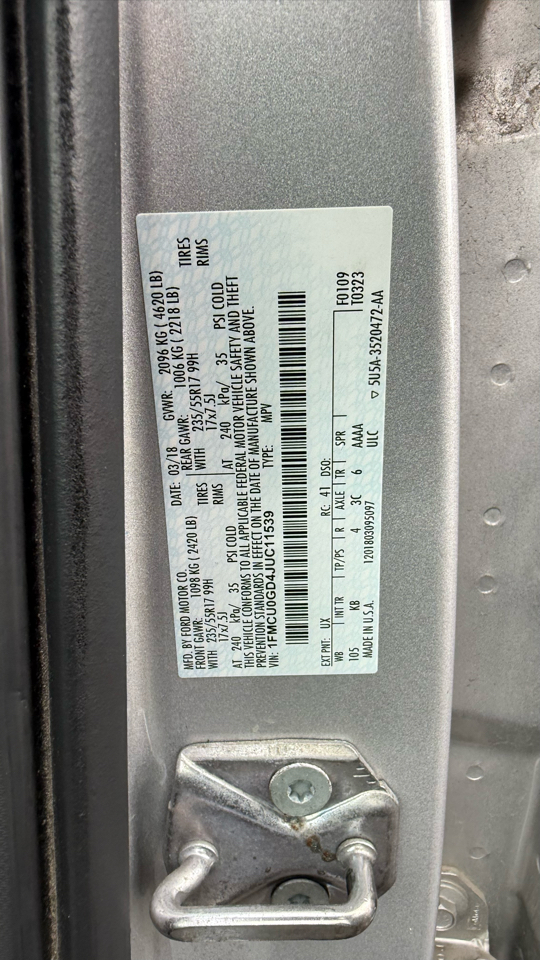 MFD. BY FORD MOTOR CO.
DATE: 03/18 GVWR: 2096 KG ( 4620 LB)
FRONT GAWR: 1098 KG ( 2420 LB) REAR GAWR: 1006 KG ( 2218 LB)
WITH 235/55R17 99H TIRES WITH 235/55R17 99H TIRES
17x7.5J RIMS 17x7.5J RIMS
AT 240 kPa/ 35 PSI COLD AT 240 kPa/ 35 PSI COLD
THIS VEHICLE CONFORMS TO ALL APPLICABLE FEDERAL MOTOR VEHICLE SAFETY AND THEFT
PREVENTION STANDARDS IN EFFECT ON THE DATE OF MANUFACTURE SHOWN ABOVE.
VIN: 1FMCU0GD4JUC11539 TYPE: MPV
F0109
T0323
EXT PNT: UX RC: 41 DSO:
WB INT TR TP/PS R AXLE TR SPR
105 KB 4 3C 6 AAAA
MADE IN U.S.A. 1201803095097 ULC ▽ 5U5A-3520472-AA